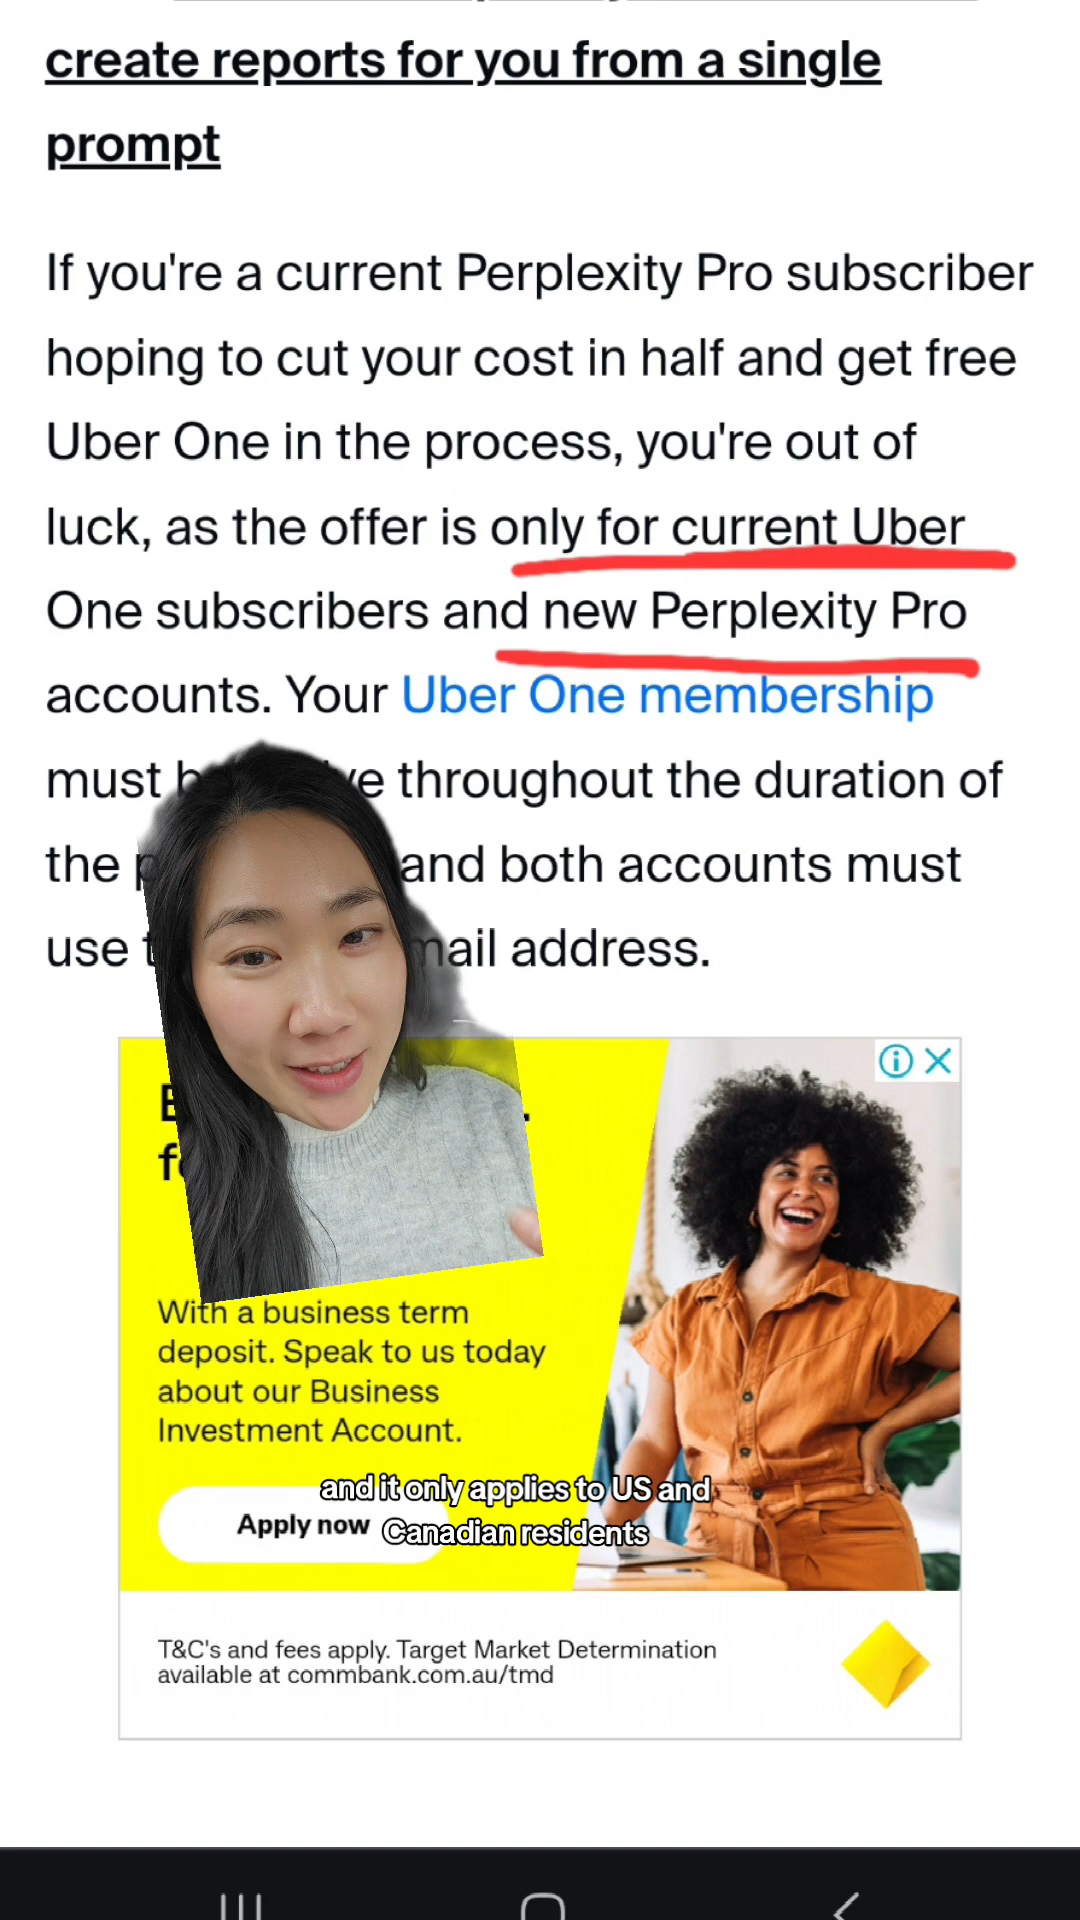 create reports for you from a single
prompt
If you're a current Perplexity Pro subscriber
hoping to cut your cost in half and get free
Uber One in the process, you're out of
luck, as the offer is only for current Uber
One subscribers and new Perplexity Pro
accounts. Your Uber One membership
must throughout the duration of
the and both accounts must
use address.
With a business term
deposit. Speak to us today
about our Business
Investment Account.
and it only applies to US and
Apply now
Canadian residents
T&C's and fees apply. Target Market Determination
available at commbank.com.au/tmd